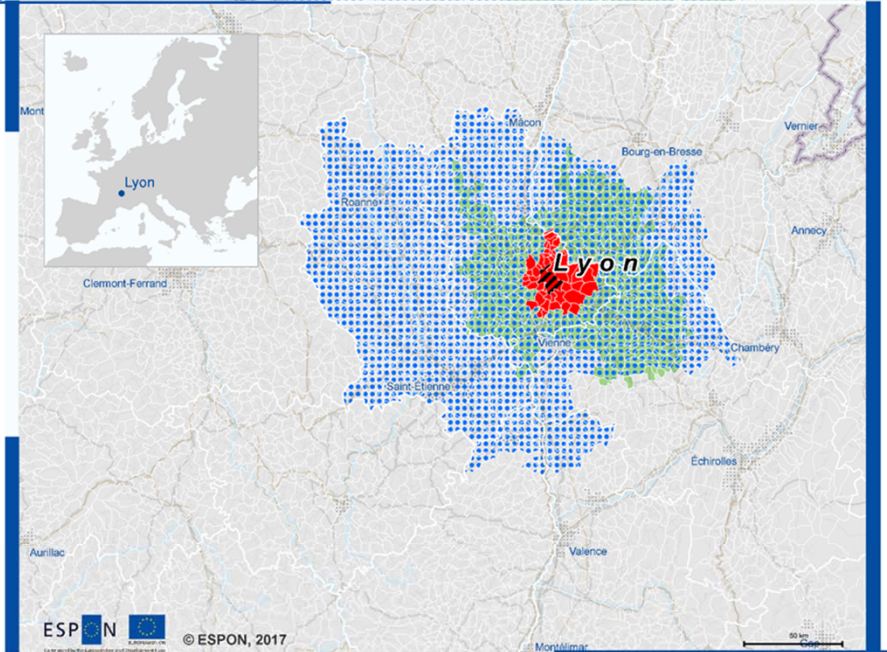 Mont
Mâcon
Vernier
Bourg-en-Bresse
Lyon
Roanne
Annecy
Lyon
Clermont-Ferrand
Vienne
Chambéry
Saint-Étienne
Échirolles
Aurillac
Valence
ESPON
© ESPON, 2017
50 km
Gap
Montélimar